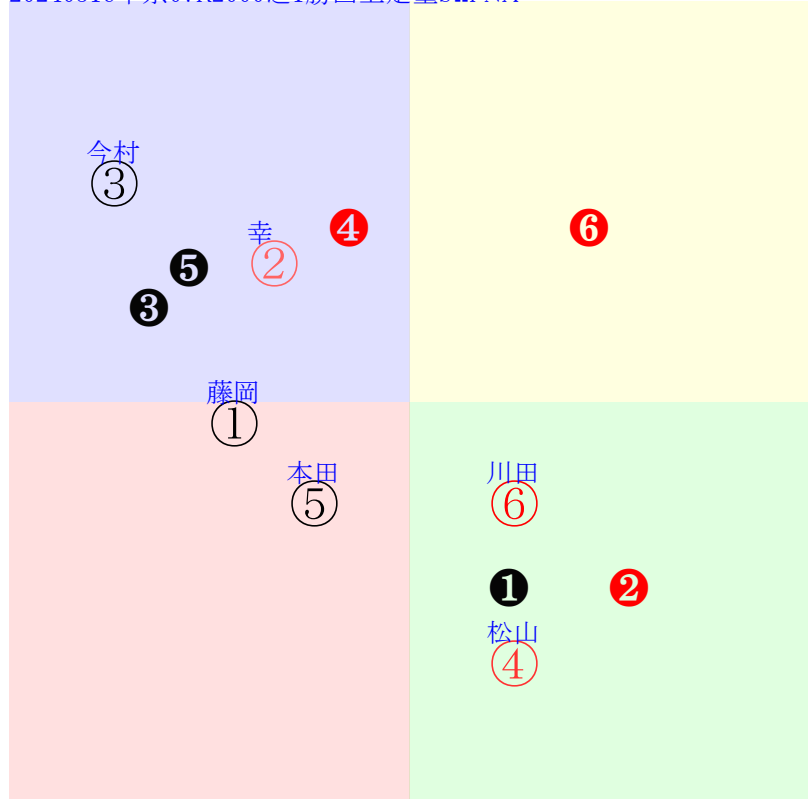 今村
③
幸
❹
❻
②
❺
❸
藤岡
①
本田
川田
⑤
⑥
❶
❷
松山
④